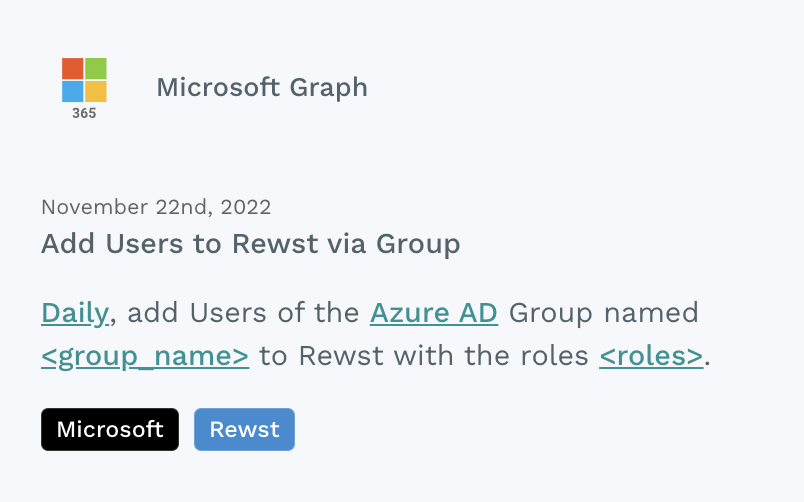 365
Microsoft Graph
November 22nd, 2022
Add Users to Rewst via Group
Daily, add Users of the Azure AD Group named
<group_name> to Rewst with the roles <roles>.
Microsoft Rewst